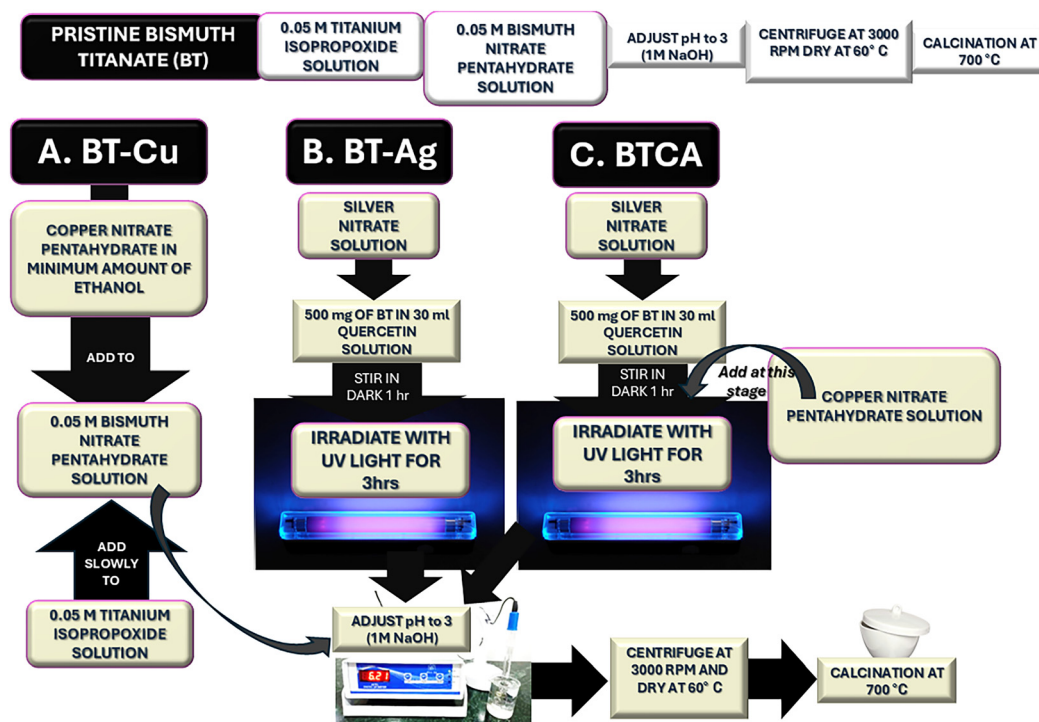 PRISTINE BISMUTH
TITANATE (BT)
0.05 M TITANIUM
ISOPROPOXIDE
SOLUTION
0.05 M BISMUTH
NITRATE
PENTAHYDRATE
SOLUTION
ADJUST pH to 3
(1M NaOH)
CENTRIFUGE AT 3000
RPM DRY AT 60° C
CALCINATION AT
700 °C
A. BT-Cu
COPPER NITRATE
PENTAHYDRATE IN
MINIMUM AMOUNT OF
ETHANOL
ADD TO
0.05 M BISMUTH
NITRATE
PENTAHYDRATE
SOLUTION
ADD
SLOWLY
TO
0.05 M TITANIUM
ISOPROPOXIDE
SOLUTION
B. BT-Ag
SILVER
NITRATE
SOLUTION
500 mg OF BT IN 30 ml
QUERCETIN
SOLUTION
STIR IN
DARK 1 hr
IRRADIATE WITH
UV LIGHT FOR
3hrs
C. BTCA
SILVER
NITRATE
SOLUTION
500 mg OF BT IN 30 ml
QUERCETIN
SOLUTION
STIR IN
DARK 1 hr
Add at this
stage
COPPER NITRATE
PENTAHYDRATE SOLUTION
IRRADIATE WITH
UV LIGHT FOR
3hrs
ADJUST pH to 3
(1M NaOH)
6.21
CENTRIFUGE AT
3000 RPM AND
DRY AT 60° C
CALCINATION AT
700 °C